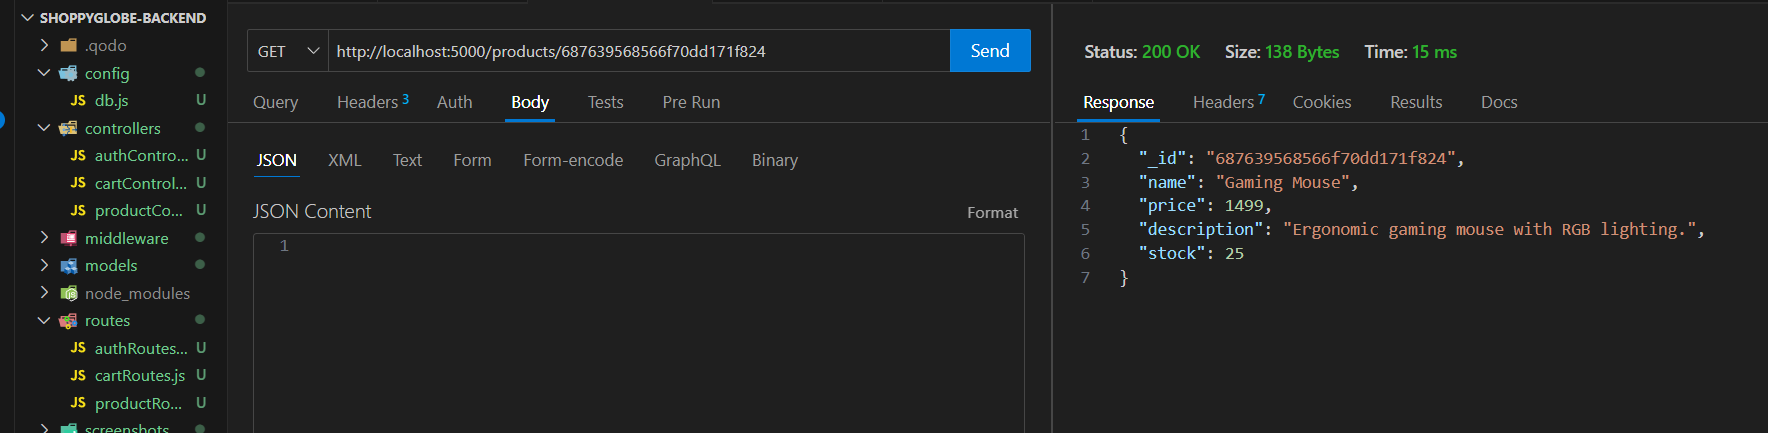 SHOPPYGLOBE-BACKEND
.qodo
config
JS db.js U
controllers
JS authContro... U
JS cartControl... U
JS productCo... U
middleware
models
node_modules
routes
JS authRoutes... U
JS cartRoutes.js U
JS productRo... U
screenshots
GET http://localhost:5000/products/687639568566f70dd171f824 Send
Query Headers 3 Auth Body Tests Pre Run
JSON XML Text Form Form-encode GraphQL Binary
JSON Content Format
1
Status: 200 OK Size: 138 Bytes Time: 15 ms
Response Headers 7 Cookies Results Docs
1 {
2 "_id": "687639568566f70dd171f824",
3 "name": "Gaming Mouse",
4 "price": 1499,
5 "description": "Ergonomic gaming mouse with RGB lighting.",
6 "stock": 25
7 }